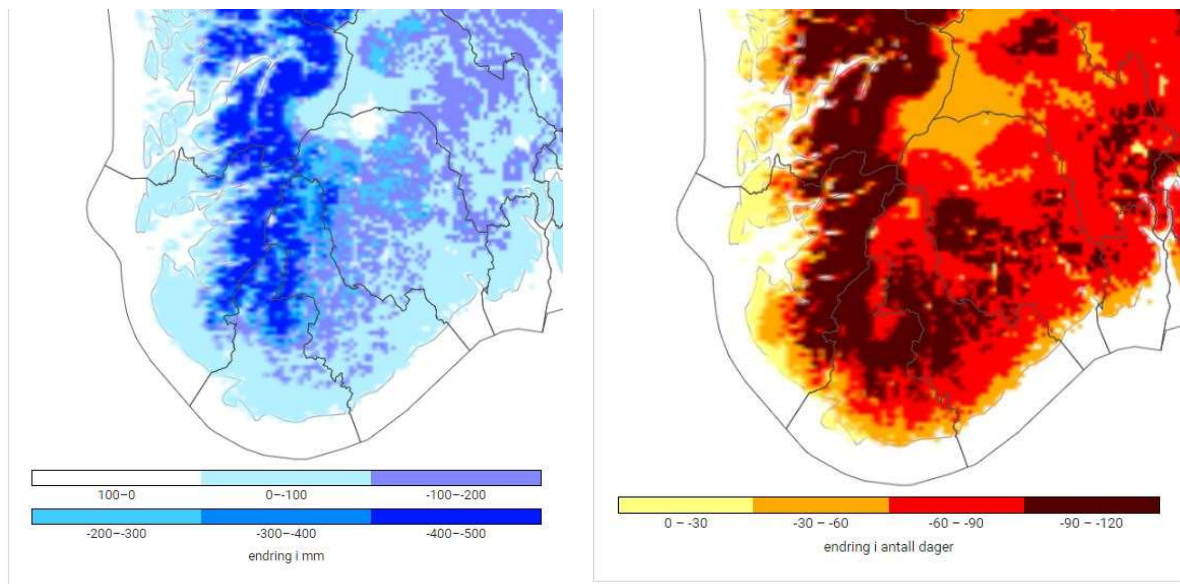 100–0 0–-100 -100–-200
-200–-300 -300–-400 -400–-500
endring i mm
0 – -30 -30 – -60 -60 – -90 -90 – -120
endring i antall dager